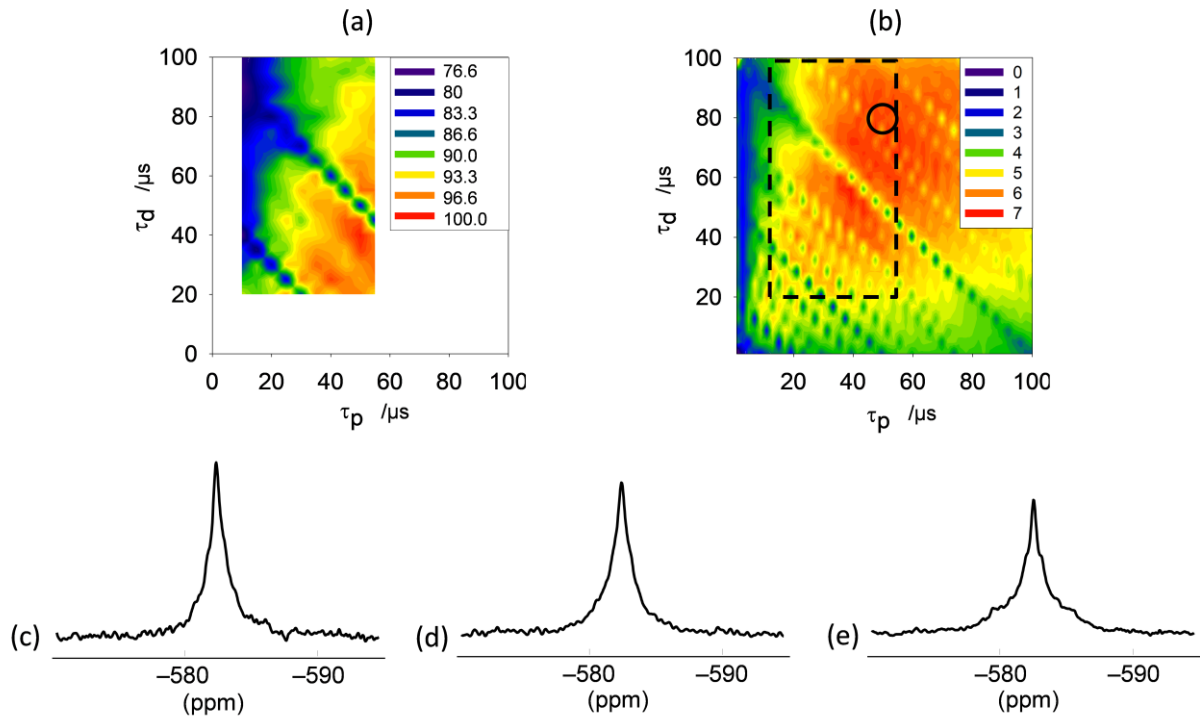 (a)
(b)
100
80
60
40
20
0
τd /µs
76.6
80
83.3
86.6
90.0
93.3
96.6
100.0
0 20 40 60 80 100
τp /µs
100
80
60
40
20
τd /µs
0
1
2
3
4
5
6
7
20 40 60 80 100
τp /µs
(c)
–580 –590
(ppm)
(d)
–580 –590
(ppm)
(e)
–580 –590
(ppm)